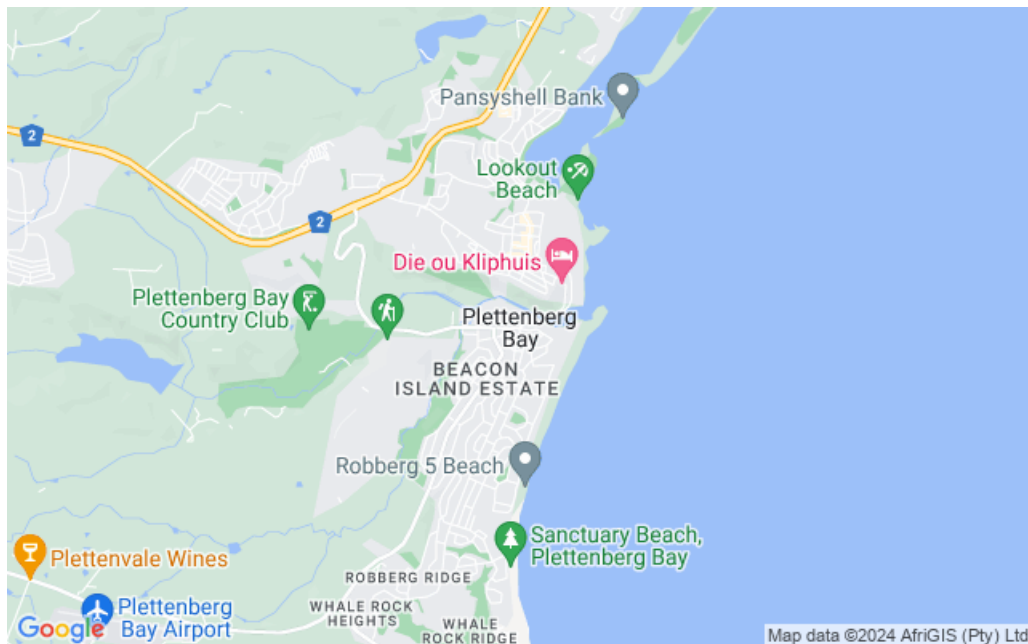 Pansyshell Bank
2
Lookout
Beach
2
Die ou Kliphuis
Plettenberg Bay
Country Club
Plettenberg
Bay
BEACON
ISLAND ESTATE
Robberg 5 Beach
Sanctuary Beach,
Plettenberg Bay
Plettenvale Wines
ROBBERG RIDGE
WHALE ROCK
HEIGHTS
Plettenberg
Bay Airport
WHALE
ROCK RIDGE
Google
Map data ©2024 AfriGIS (Pty) Ltd